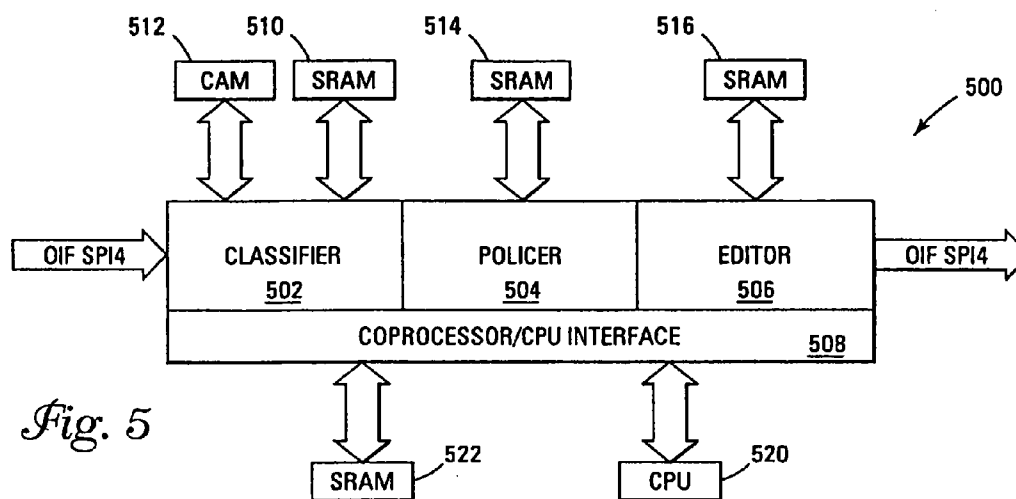 512 510 514 516
CAM SRAM SRAM SRAM 500
OIF SPI4 CLASSIFIER POLICER EDITOR OIF SPI4
502 504 506
COPROCESSOR/CPU INTERFACE 508
Fig. 5
SRAM 522 CPU 520